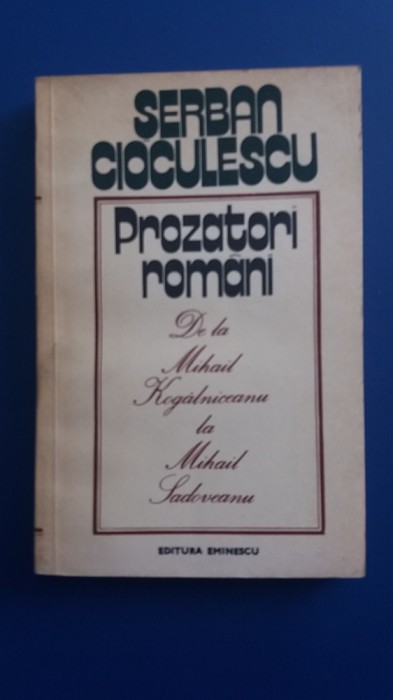 SERBAN
CIOCULESCU
Prozatori
români
De la
Mihail
Kogălniceanu
la
Mihail
Sadoveanu
EDITURA EMINESCU